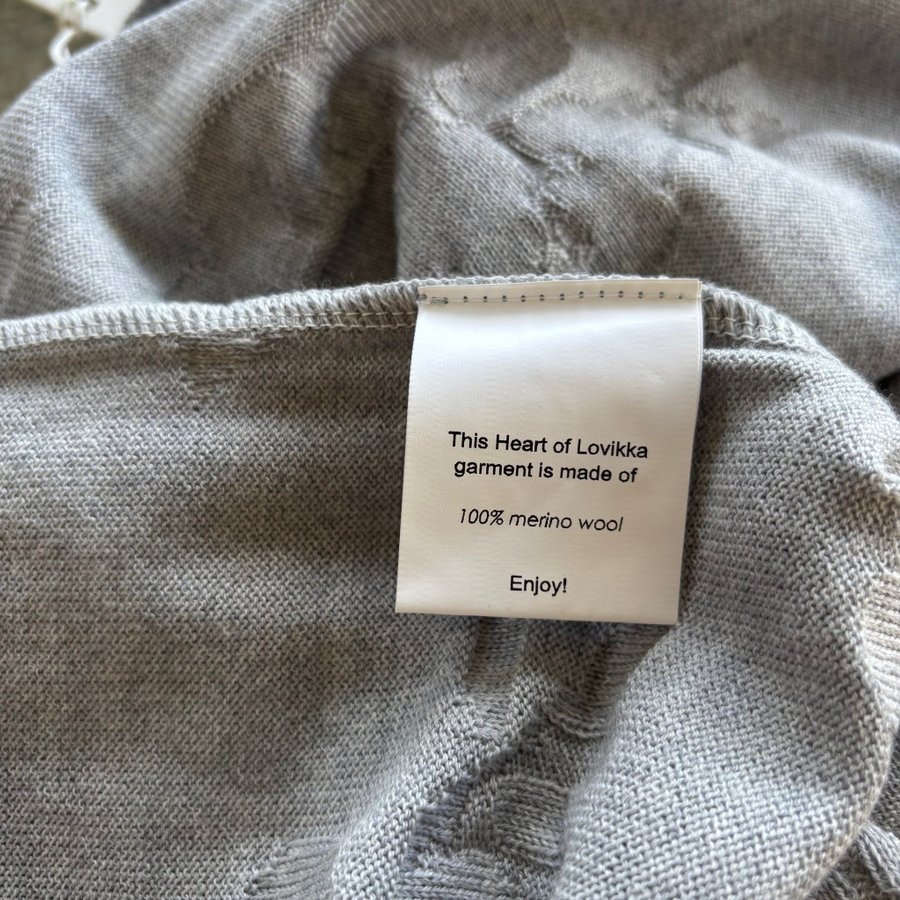 This Heart of Lovikka
garment is made of
100% merino wool
Enjoy!